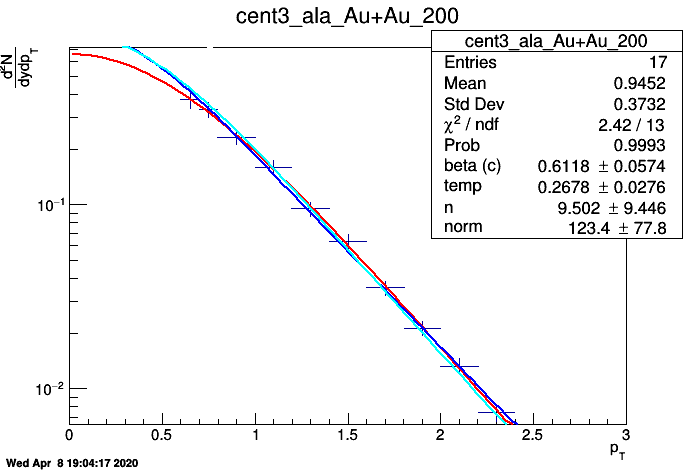 cent3_ala_Au+Au_200
d²N
dydp_T
cent3_ala_Au+Au_200
Entries 17
Mean 0.9452
Std Dev 0.3732
χ² / ndf 2.42 / 13
Prob 0.9993
beta (c) 0.6118 ± 0.0574
temp 0.2678 ± 0.0276
n 9.502 ± 9.446
norm 123.4 ± 77.8
10⁻¹
10⁻²
0 0.5 1 1.5 2 2.5 3
p_T
Wed Apr 8 19:04:17 2020